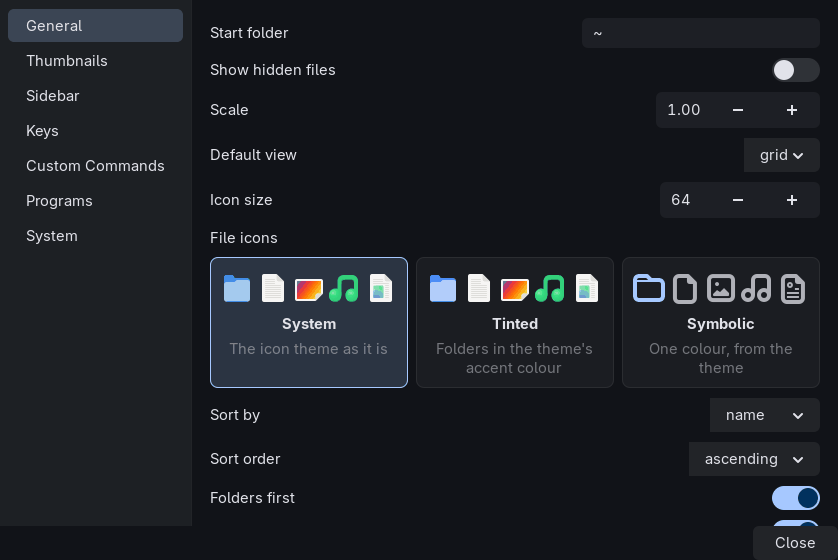 General
Thumbnails
Sidebar
Keys
Custom Commands
Programs
System
Start folder
~
Show hidden files
Scale
1.00
Default view
grid
Icon size
64
File icons
System
The icon theme as it is
Tinted
Folders in the theme's
accent colour
Symbolic
One colour, from the
theme
Sort by
name
Sort order
ascending
Folders first
Close